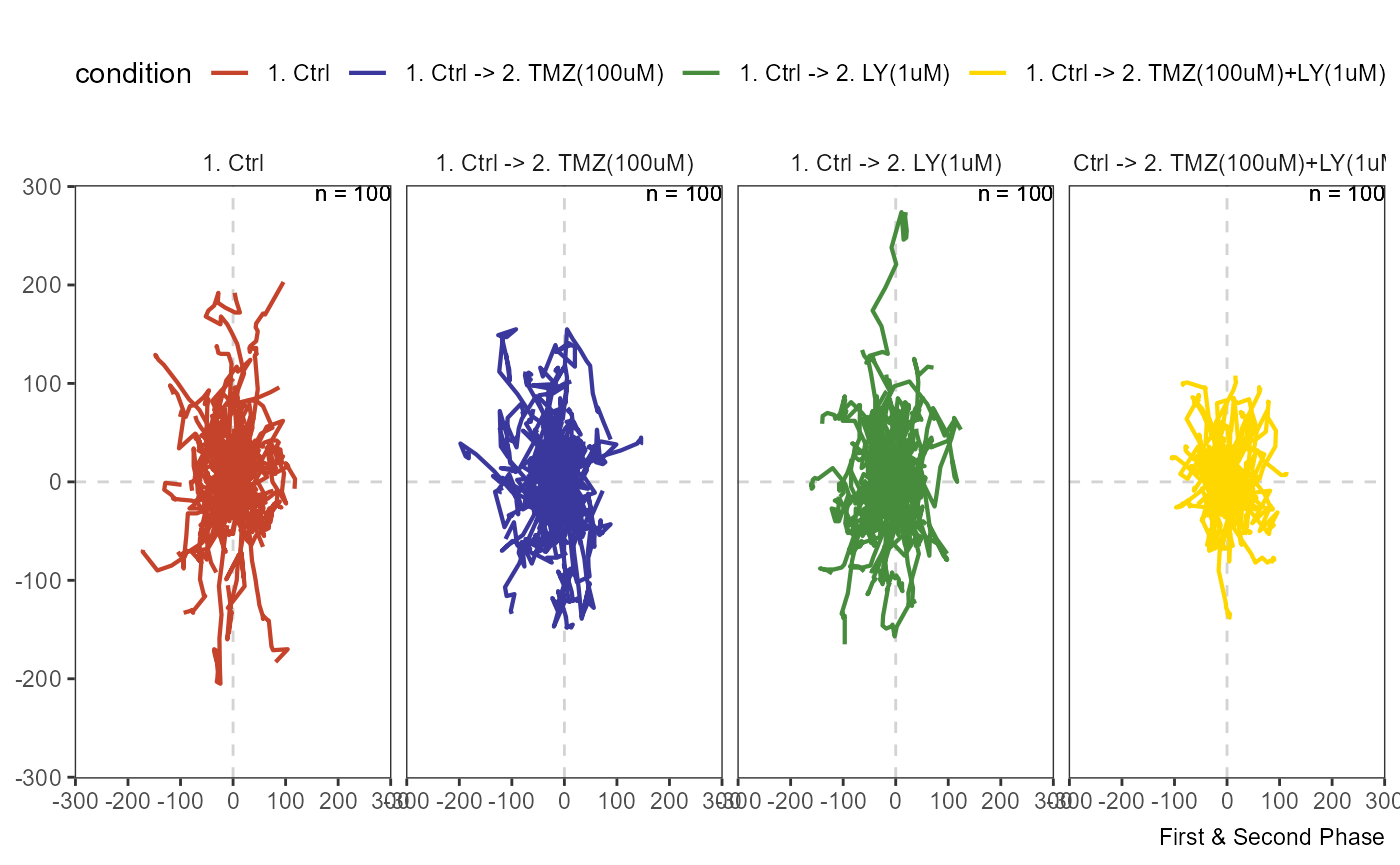 condition 1. Ctrl 1. Ctrl -> 2. TMZ(100uM) 1. Ctrl -> 2. LY(1uM) 1. Ctrl -> 2. TMZ(100uM)+LY(1uM)
1. Ctrl 1. Ctrl -> 2. TMZ(100uM) 1. Ctrl -> 2. LY(1uM) Ctrl -> 2. TMZ(100uM)+LY(1uM
n = 100 n = 100 n = 100 n = 100
300
200
100
0
-100
-200
-300
-300 -200 -100 0 100 200 300 -300 -200 -100 0 100 200 300 -300 -200 -100 0 100 200 300 -300 -200 -100 0 100 200 300
First & Second Phase